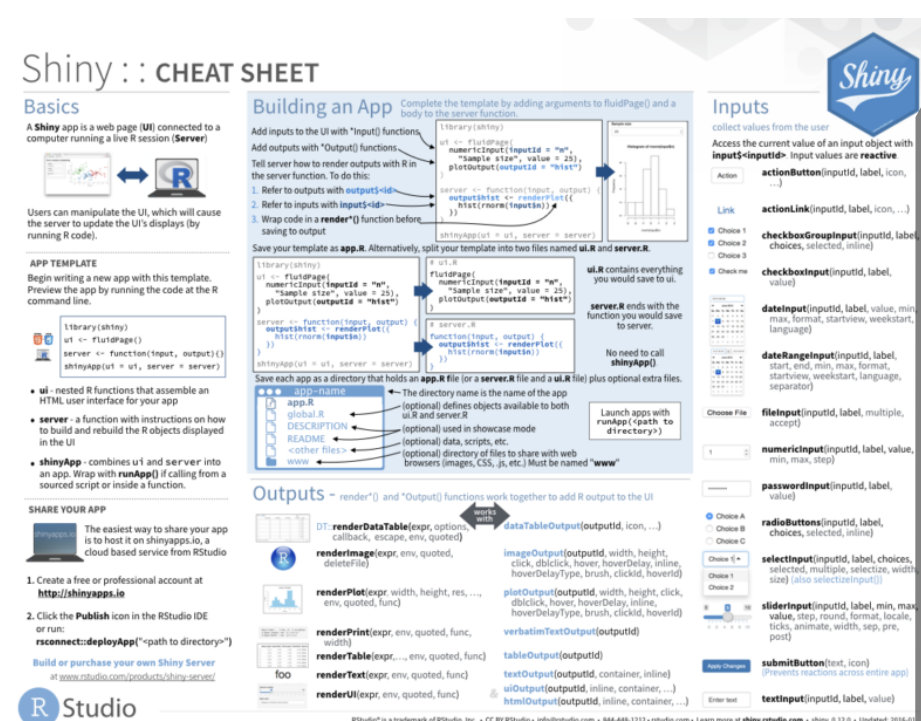 Shiny : : CHEAT SHEET
Shiny
Basics
A Shiny app is a web page (UI) connected to a
computer running a live R session (Server)
Users can manipulate the UI, which will cause
the server to update the UI's displays (by
running R code).
APP TEMPLATE
Begin writing a new app with this template.
Preview the app by running the code at the R
command line.
library(shiny)
ui <- fluidPage()
server <- function(input, output){}
shinyApp(ui = ui, server = server)
• ui - nested R functions that assemble an
HTML user interface for your app
• server - a function with instructions on how
to build and rebuild the R objects displayed
in the UI
• shinyApp - combines ui and server into
an app. Wrap with runApp() if calling from a
sourced script or inside a function.
SHARE YOUR APP
The easiest way to share your app
is to host it on shinyapps.io, a
cloud based service from RStudio
1. Create a free or professional account at
http://shinyapps.io
2. Click the Publish icon in the RStudio IDE
or run:
rsconnect::deployApp("<path to directory>")
Build or purchase your own Shiny Server
at www.rstudio.com/products/shiny-server/
R Studio
Building an App
Complete the template by adding arguments to fluidPage() and a
body to the server function.
Add inputs to the UI with *Input() functions
Add outputs with *Output() functions
Tell server how to render outputs with R in
the server function. To do this:
1. Refer to outputs with output$<id>
2. Refer to inputs with input$<id>
3. Wrap code in a render*() function before
saving to output
library(shiny)
ui <- fluidPage(
numericInput(inputId = "n",
"Sample size", value = 25),
plotOutput(outputId = "hist")
)
server <- function(input, output) {
output$hist <- renderPlot({
hist(rnorm(input$n))
})
}
shinyApp(ui = ui, server = server)
Save your template as app.R. Alternatively, split your template into two files named ui.R and server.R.
library(shiny)
ui <- fluidPage(
numericInput(inputId = "n",
"Sample size", value = 25),
plotOutput(outputId = "hist")
)
server <- function(input, output) {
output$hist <- renderPlot({
hist(rnorm(input$n))
})
}
shinyApp(ui = ui, server = server)
# ui.R
fluidPage(
numericInput(inputId = "n",
"Sample size", value = 25),
plotOutput(outputId = "hist")
)
# server.R
function(input, output) {
output$hist <- renderPlot({
hist(rnorm(input$n))
})
}
ui.R contains everything
you would save to ui.
server.R ends with the
function you would save
to server.
No need to call
shinyApp()
Save each app as a directory that holds an app.R file (or a server.R file and a ui.R file) plus optional extra files.
app-name
app.R
global.R
DESCRIPTION
README
<other files>
www
The directory name is the name of the app
(optional) defines objects available to both
ui.R and server.R
(optional) used in showcase mode
(optional) data, scripts, etc.
(optional) directory of files to share with web
browsers (images, CSS, .js, etc.) Must be named "www"
Launch apps with
runApp(<path to
directory>)
Outputs - render*() and *Output() functions work together to add R output to the UI
works
with
DT::renderDataTable(expr, options,
callback, escape, env, quoted)
dataTableOutput(outputId, icon, …)
renderImage(expr, env, quoted,
deleteFile)
imageOutput(outputId, width, height,
click, dblclick, hover, hoverDelay, inline,
hoverDelayType, brush, clickId, hoverId)
renderPlot(expr, width, height, res, …,
env, quoted, func)
plotOutput(outputId, width, height, click,
dblclick, hover, hoverDelay, inline,
hoverDelayType, brush, clickId, hoverId)
renderPrint(expr, env, quoted, func,
width)
verbatimTextOutput(outputId)
renderTable(expr,…, env, quoted, func)
tableOutput(outputId)
foo
renderText(expr, env, quoted, func)
textOutput(outputId, container, inline)
renderUI(expr, env, quoted, func)
uiOutput(outputId, inline, container, …)
& htmlOutput(outputId, inline, container, …)
Inputs
collect values from the user
Access the current value of an input object with
input$<inputId>. Input values are reactive.
Action
actionButton(inputId, label, icon,
…)
Link
actionLink(inputId, label, icon, …)
Choice 1
Choice 2
Choice 3
checkboxGroupInput(inputId, label,
choices, selected, inline)
Check me
checkboxInput(inputId, label,
value)
dateInput(inputId, label, value, min,
max, format, startview, weekstart,
language)
dateRangeInput(inputId, label,
start, end, min, max, format,
startview, weekstart, language,
separator)
Choose File
fileInput(inputId, label, multiple,
accept)
1
numericInput(inputId, label, value,
min, max, step)
passwordInput(inputId, label,
value)
Choice A
Choice B
Choice C
radioButtons(inputId, label,
choices, selected, inline)
Choice 1
Choice 1
Choice 2
selectInput(inputId, label, choices,
selected, multiple, selectize, width,
size) (also selectizeInput())
sliderInput(inputId, label, min, max,
value, step, round, format, locale,
ticks, animate, width, sep, pre,
post)
Apply Changes
submitButton(text, icon)
(Prevents reactions across entire app)
Enter text
textInput(inputId, label, value)
RStudio® is a trademark of RStudio, Inc. • CC BY RStudio • info@rstudio.com • 844-448-1212 • rstudio.com • Learn more at shiny.rstudio.com • shiny 0.12.0 • Updated: